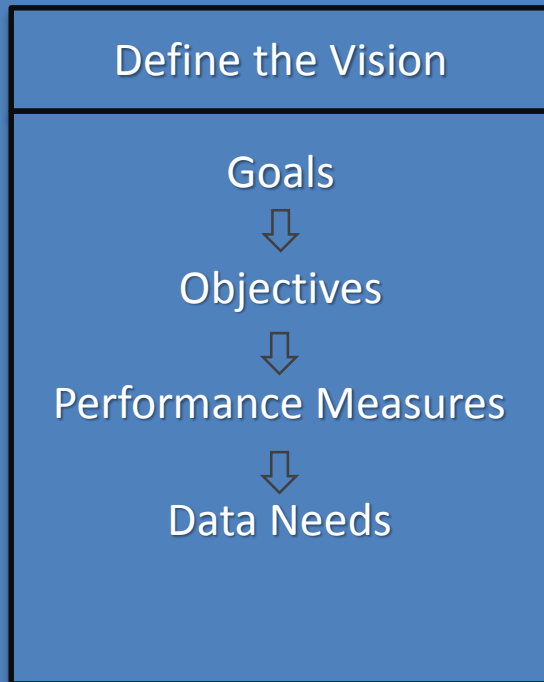 Define the Vision
Goals
Objectives
Performance Measures
Data Needs